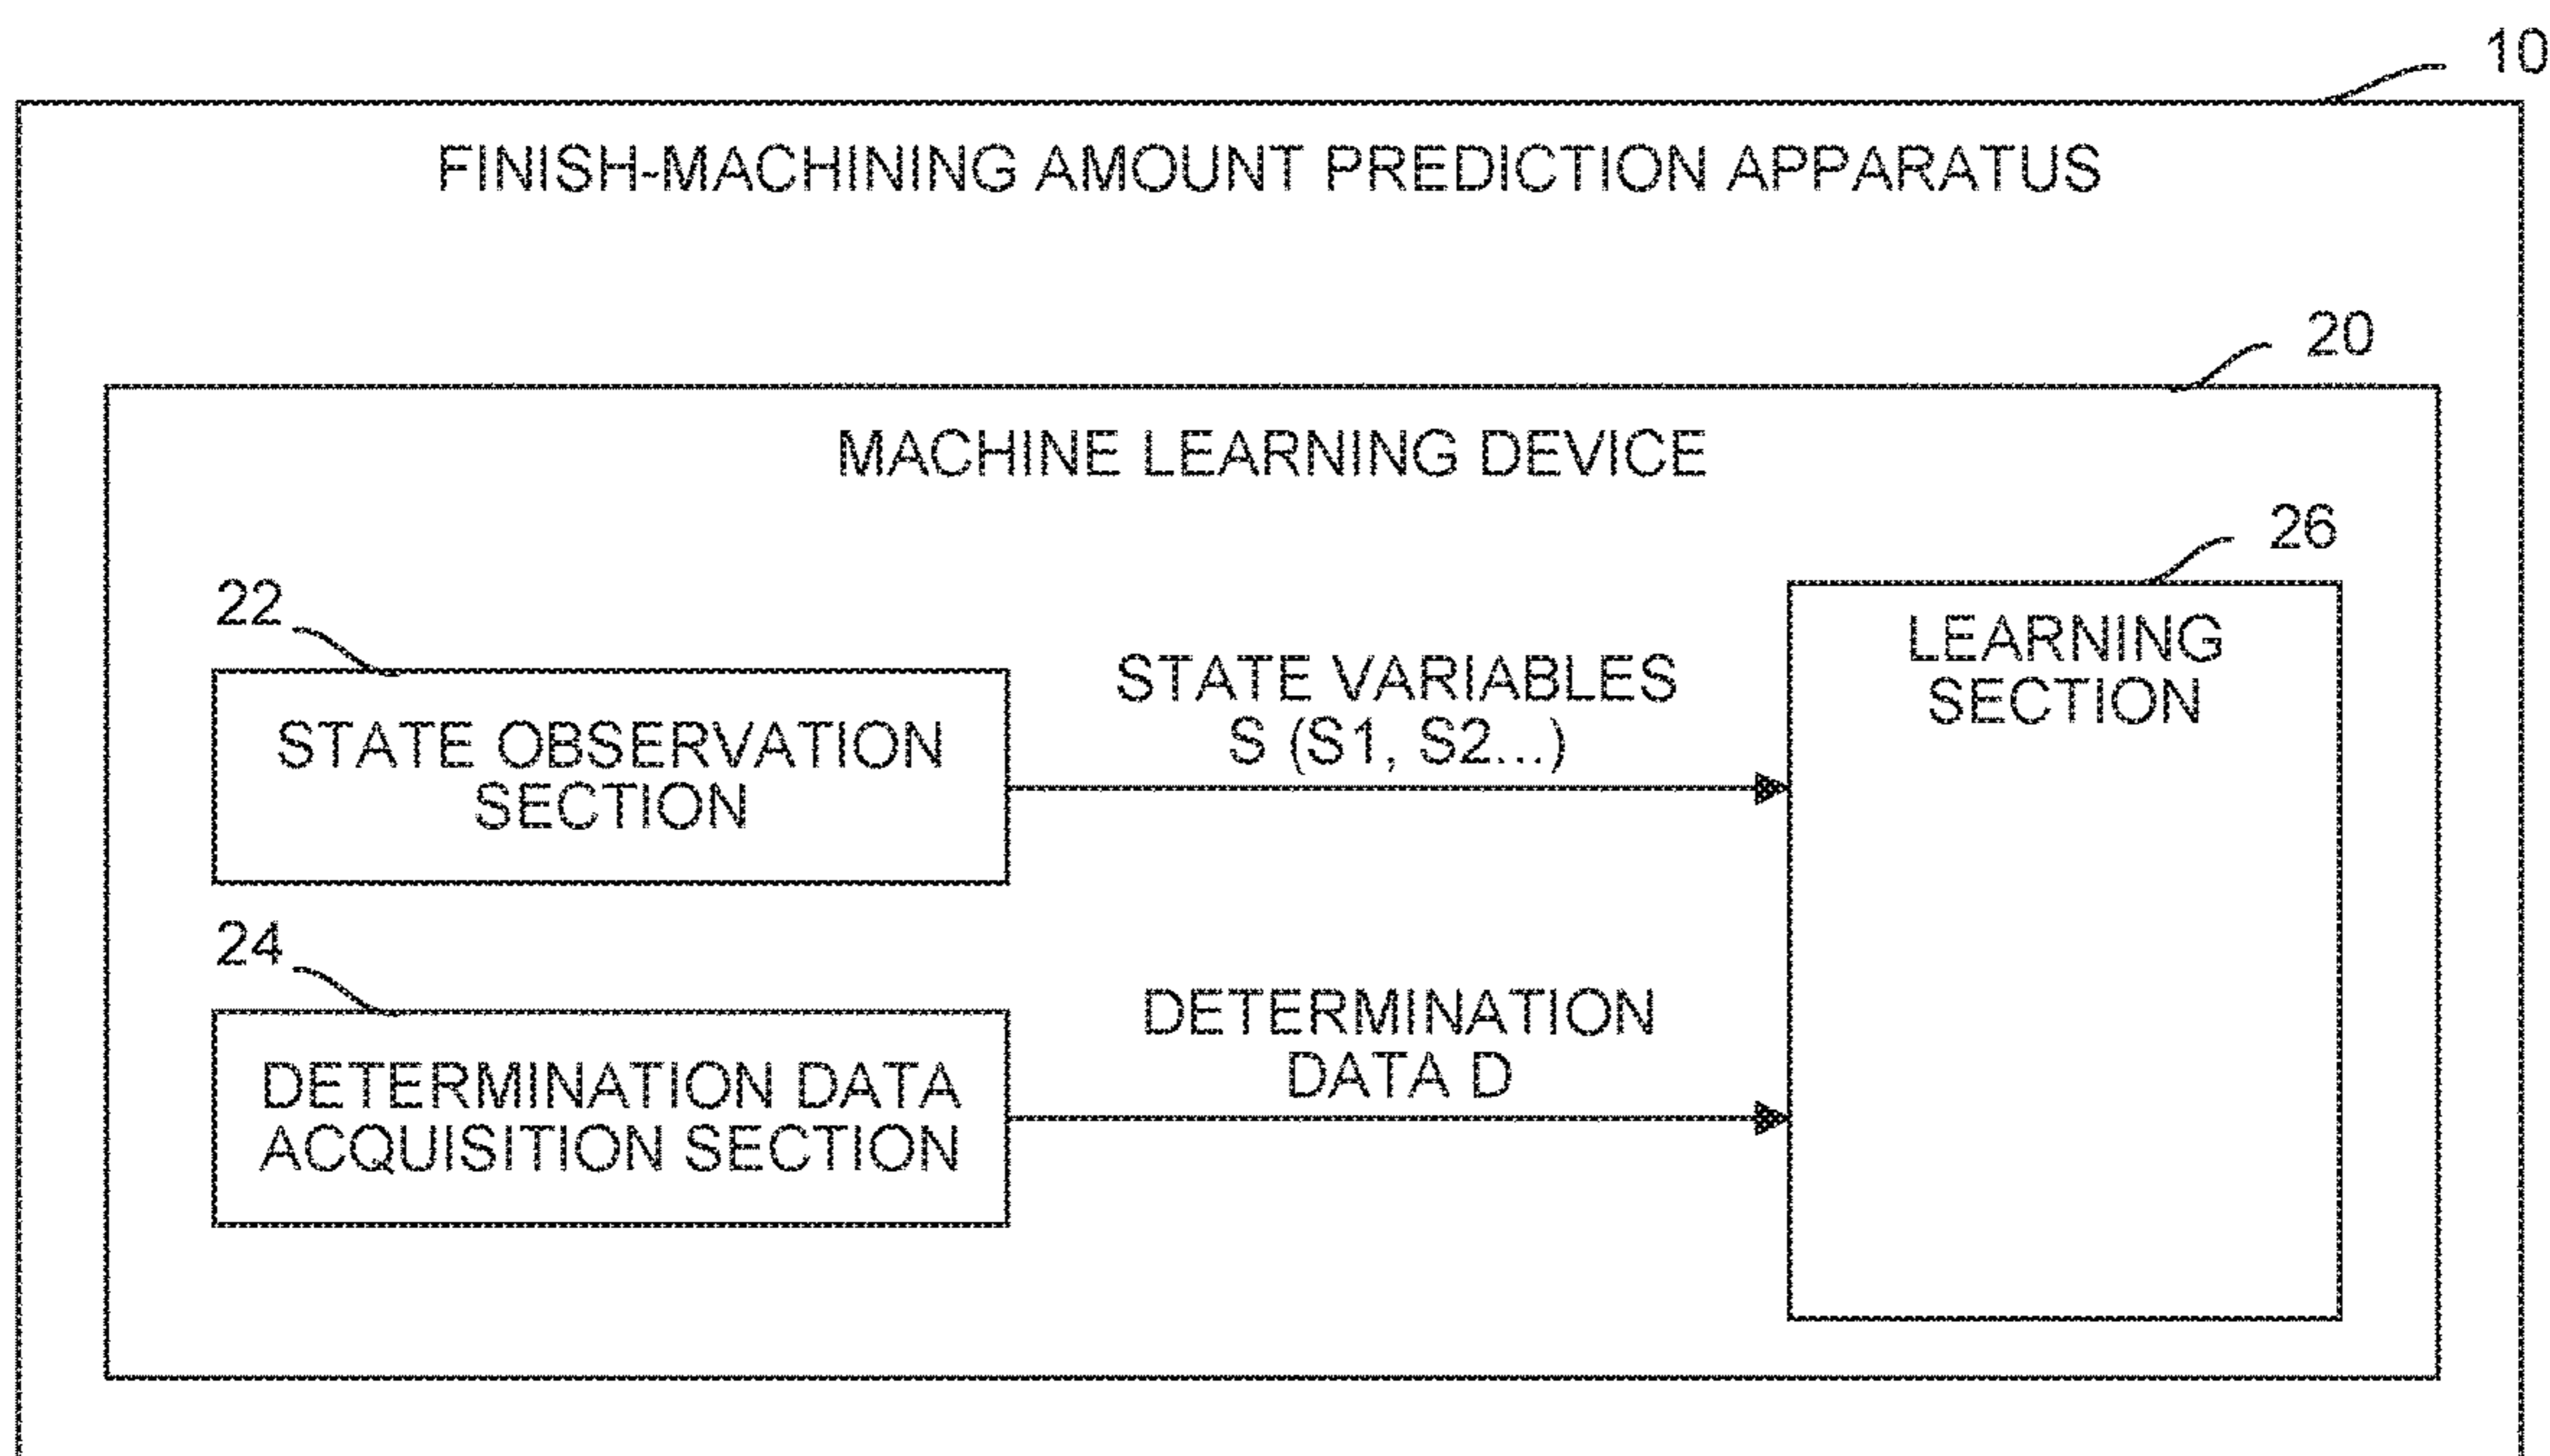 10
FINISH-MACHINING AMOUNT PREDICTION APPARATUS
20
MACHINE LEARNING DEVICE
26
22
LEARNING
SECTION
STATE VARIABLES
S (S1, S2...)
STATE OBSERVATION
SECTION
24
DETERMINATION
DATA D
DETERMINATION DATA
ACQUISITION SECTION